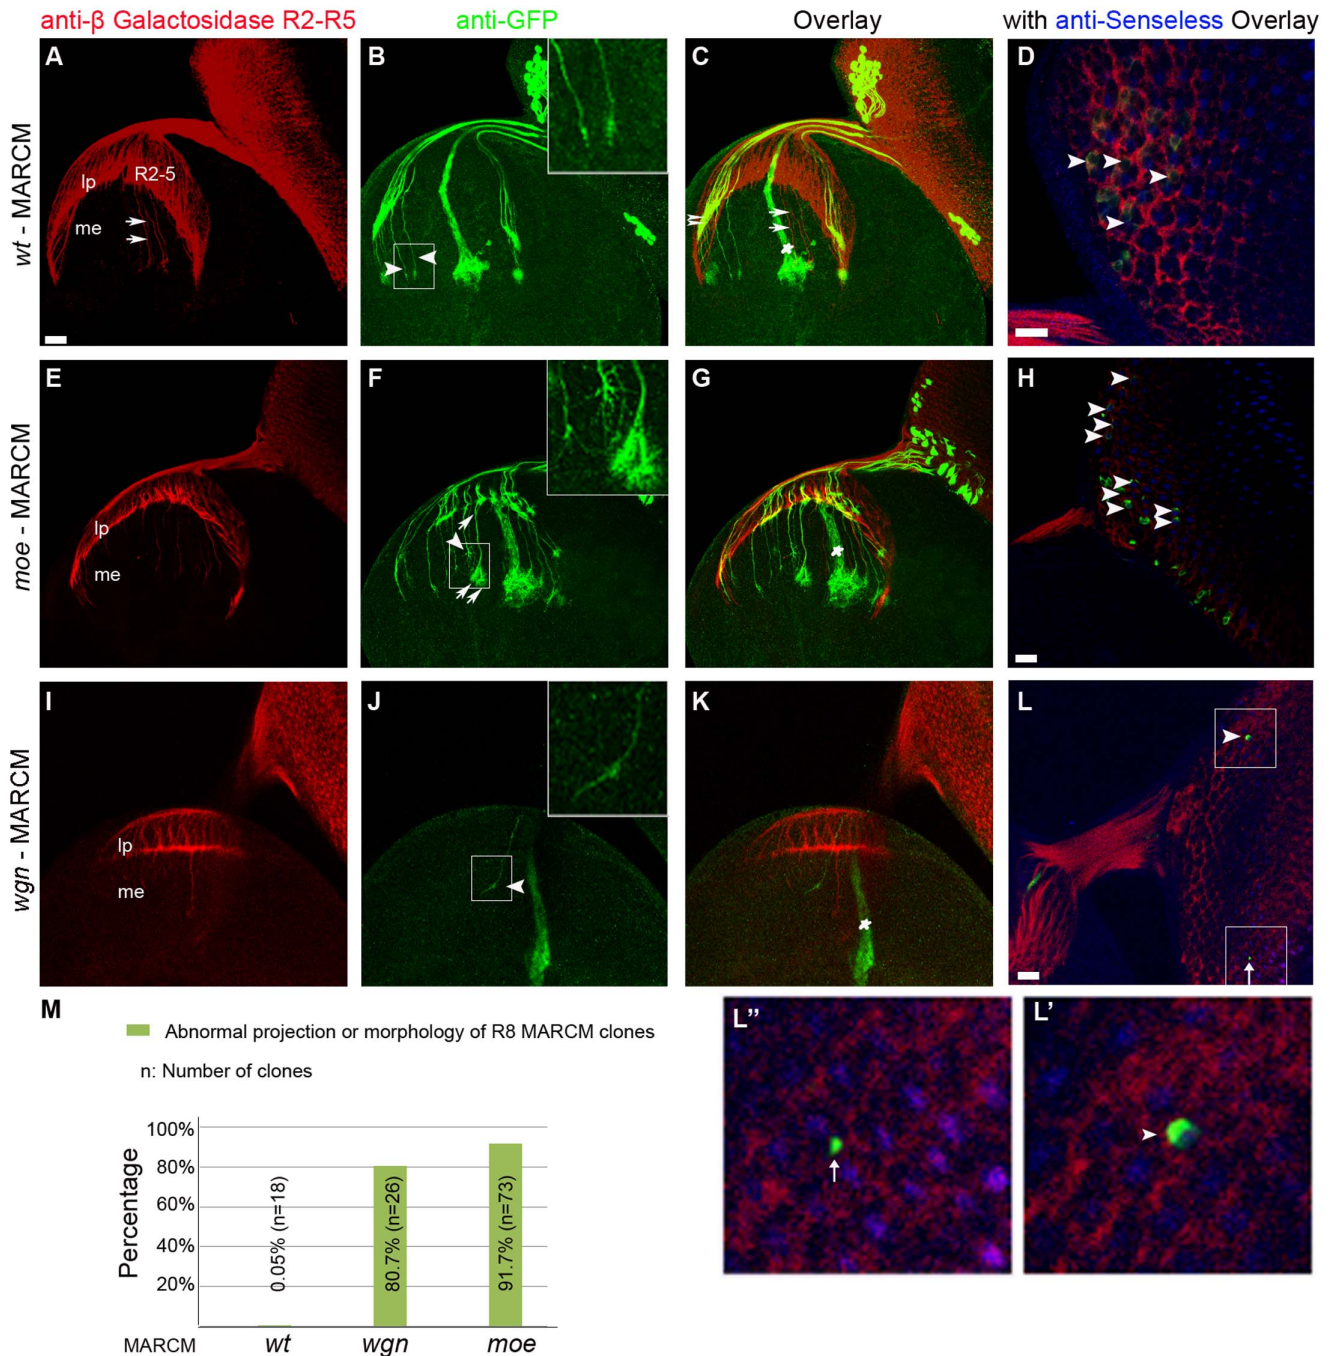 anti-β Galactosidase R2-R5
anti-GFP
Overlay
with anti-Senseless Overlay
wt - MARCM
A
R2-5
lp
me
B
C
D
moe - MARCM
E
lp
me
F
G
H
wgn - MARCM
I
lp
me
J
K
L
M
Abnormal projection or morphology of R8 MARCM clones
n: Number of clones
Percentage
100%
80%
60%
40%
20%
0.05% (n=18)
80.7% (n=26)
91.7% (n=73)
MARCM wt wgn moe
L”
L’